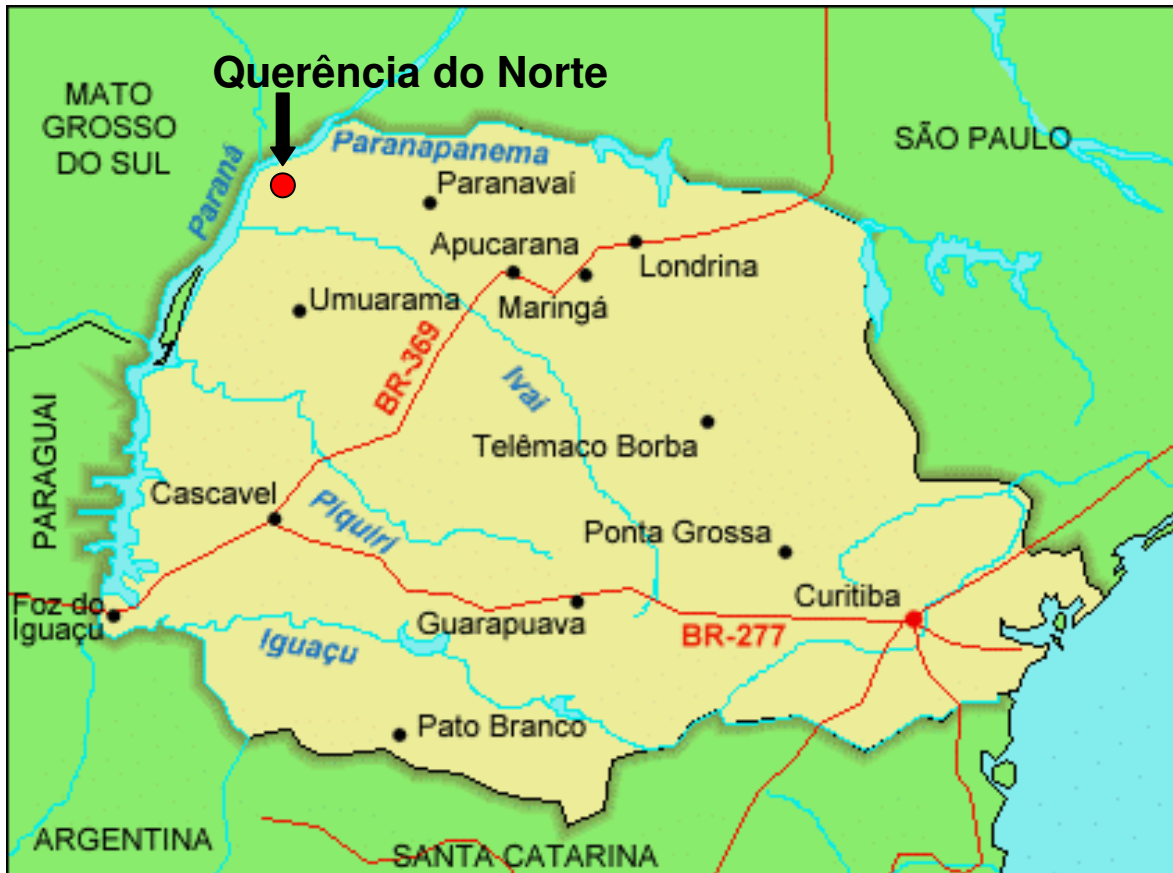 Querência do Norte
MATO
GROSSO
DO SUL
SÃO PAULO
Paranapanema
Paraná
Paranavaí
Apucarana
Londrina
Maringá
Umuarama
BR-369
Ivaí
Telêmaco Borba
PARAGUAI
Cascavel
Piquiri
Ponta Grossa
Curitiba
Foz do
Iguaçu
Guarapuava
BR-277
Iguaçu
Pato Branco
ARGENTINA
SANTA CATARINA